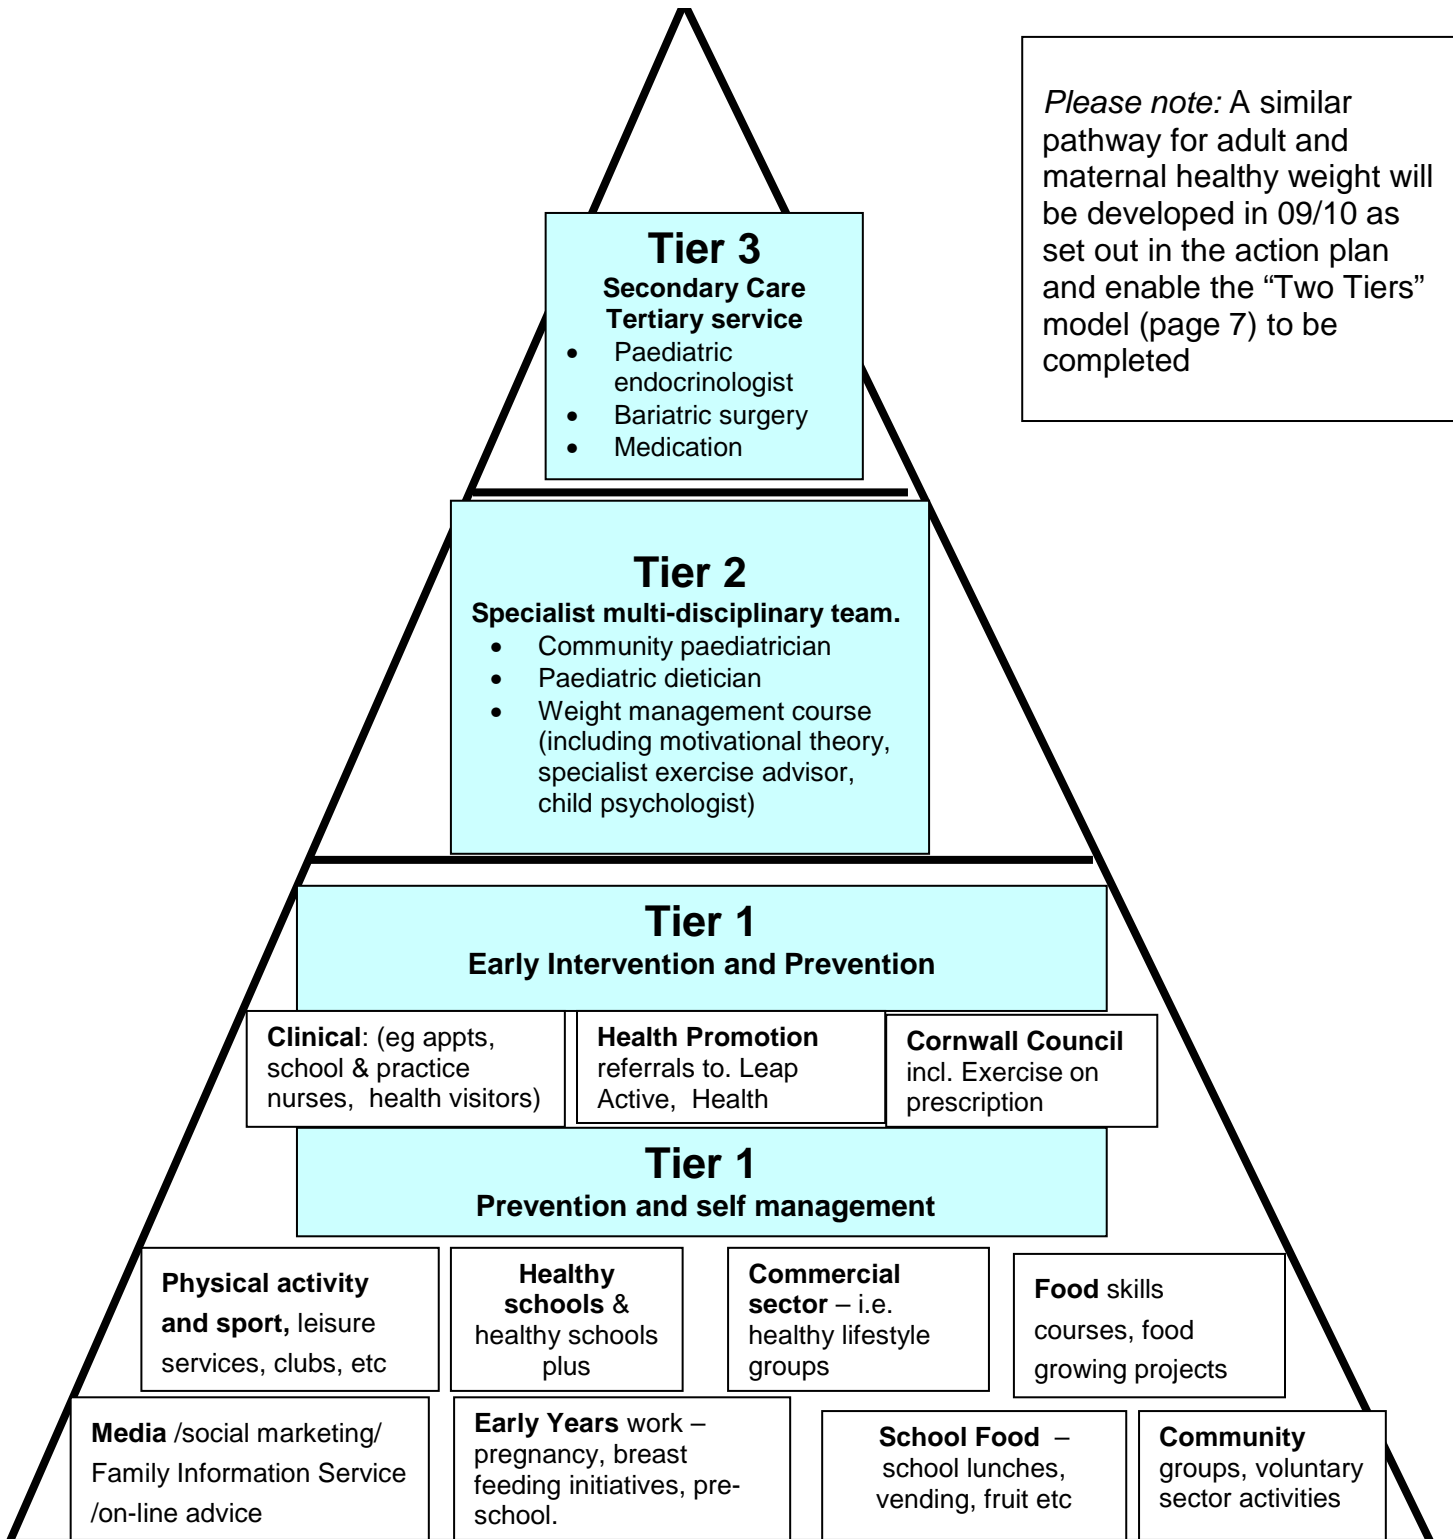 Please note: A similar
pathway for adult and
maternal healthy weight will
be developed in 09/10 as
set out in the action plan
and enable the “Two Tiers”
model (page 7) to be
completed
Tier 3
Secondary Care
Tertiary service
• Paediatric
endocrinologist
• Bariatric surgery
• Medication
Tier 2
Specialist multi-disciplinary team.
• Community paediatrician
• Paediatric dietician
• Weight management course
(including motivational theory,
specialist exercise advisor,
child psychologist)
Tier 1
Early Intervention and Prevention
Clinical: (eg appts,
school & practice
nurses, health visitors)
Health Promotion
referrals to. Leap
Active, Health
Cornwall Council
incl. Exercise on
prescription
Tier 1
Prevention and self management
Physical activity
and sport, leisure
services, clubs, etc
Healthy
schools &
healthy schools
plus
Commercial
sector – i.e.
healthy lifestyle
groups
Food skills
courses, food
growing projects
Media /social marketing/
Family Information Service
/on-line advice
Early Years work –
pregnancy, breast
feeding initiatives, pre-
school.
School Food –
school lunches,
vending, fruit etc
Community
groups, voluntary
sector activities